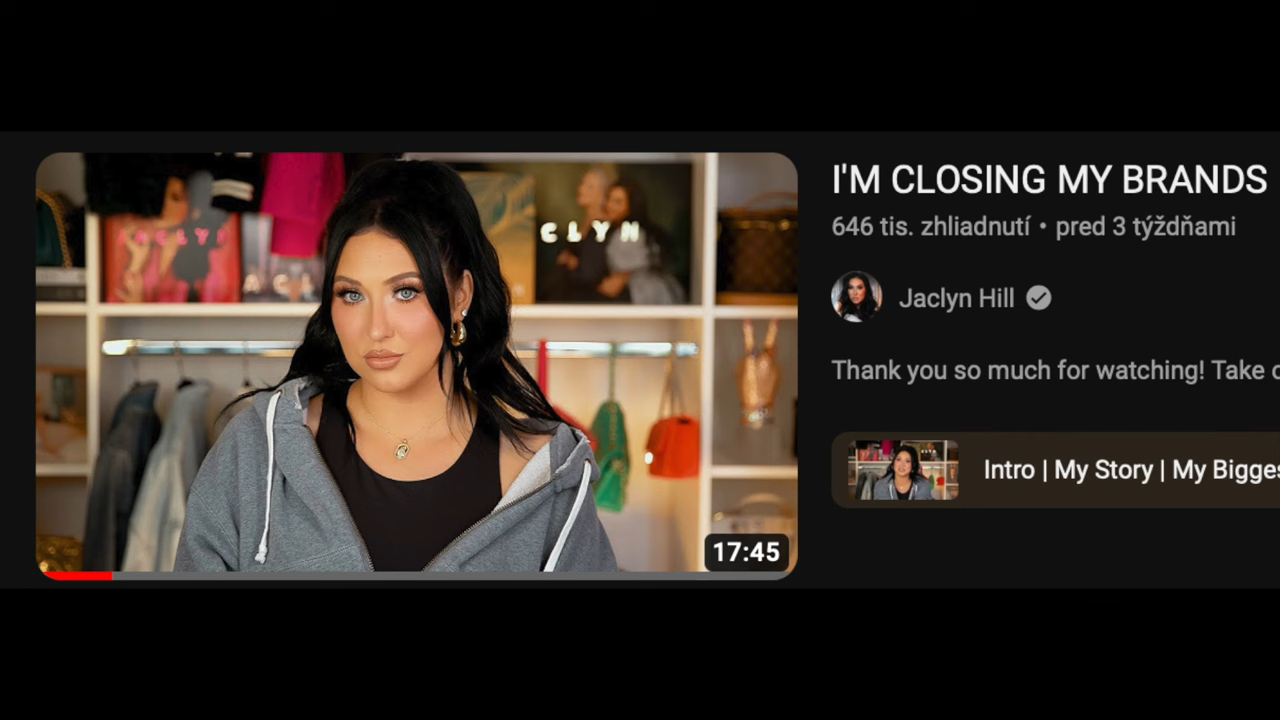 CLYN
17:45
I'M CLOSING MY BRANDS
646 tis. zhliadnutí • pred 3 týždňami
Jaclyn Hill
Thank you so much for watching! Take
Intro | My Story | My